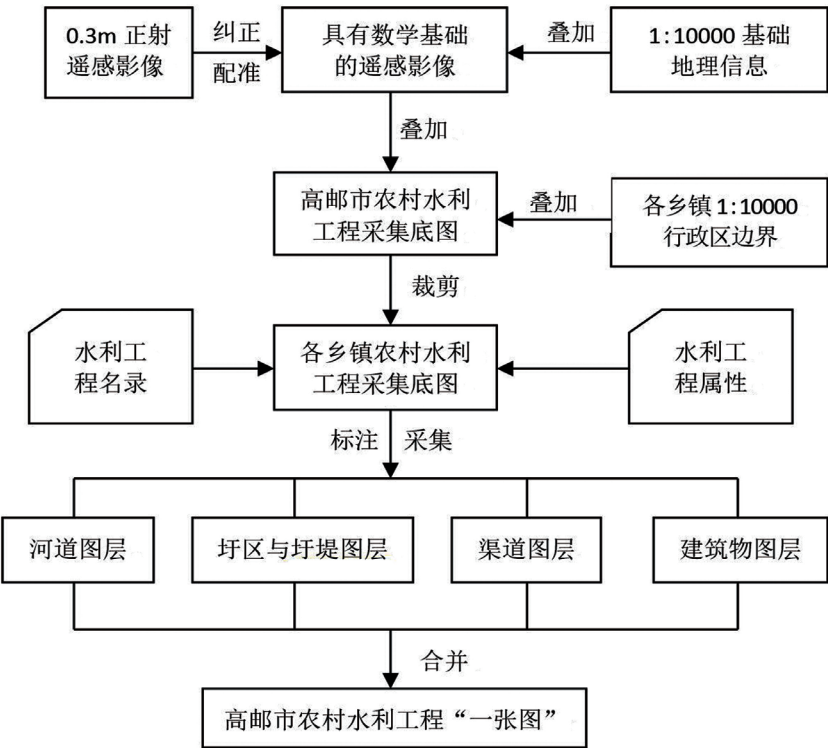 0.3m 正射
遥感影像
纠正
配准
具有数学基础
的遥感影像
叠加
1:10000 基础
地理信息
叠加
高邮市农村水利
工程采集底图
叠加
各乡镇 1:10000
行政区边界
裁剪
水利工
程名录
各乡镇农村水利
工程采集底图
水利工
程属性
标注 采集
河道图层
圩区与圩堤图层
渠道图层
建筑物图层
合并
高邮市农村水利工程“一张图”